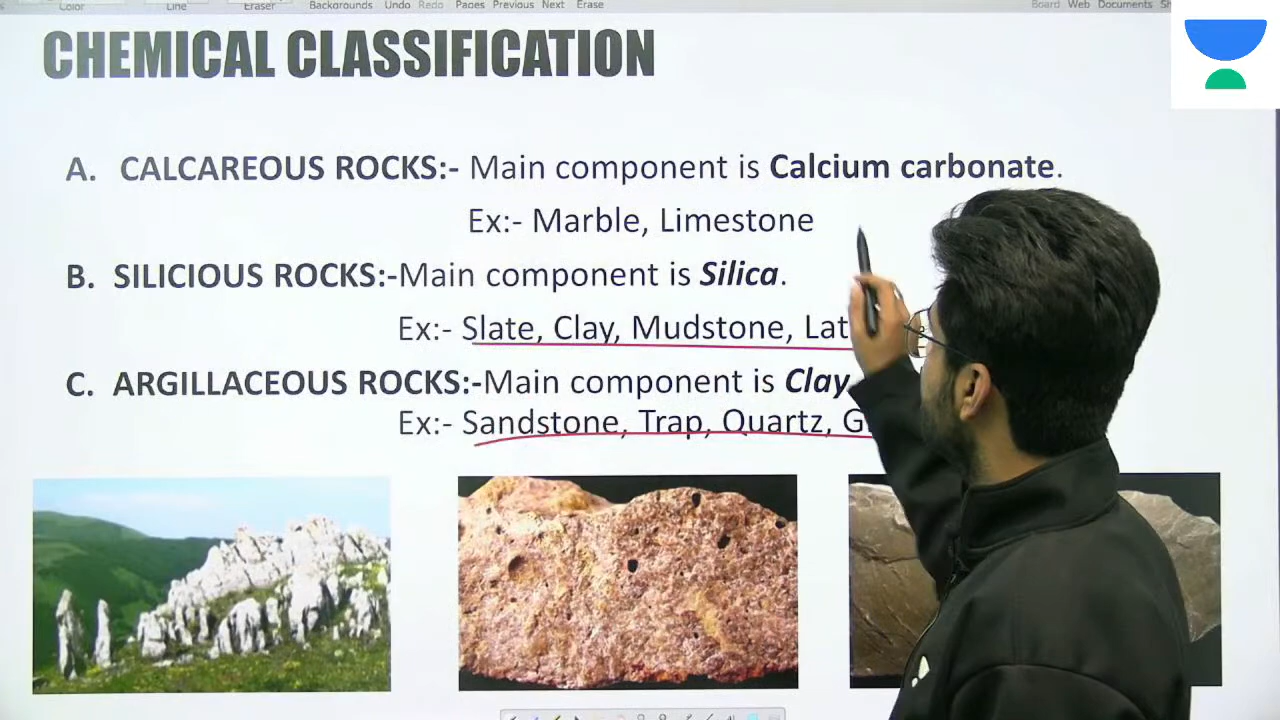 Color Line Eraser Backgrounds Undo Redo Pages Previous Next Erase Board Web Documents
CHEMICAL CLASSIFICATION
A. CALCAREOUS ROCKS:- Main component is Calcium carbonate.
Ex:- Marble, Limestone
B. SILICIOUS ROCKS:-Main component is Silica.
Ex:- Slate, Clay, Mudstone,
C. ARGILLACEOUS ROCKS:-Main component is Clay
Ex:- Sandstone, Trap, Quartz,